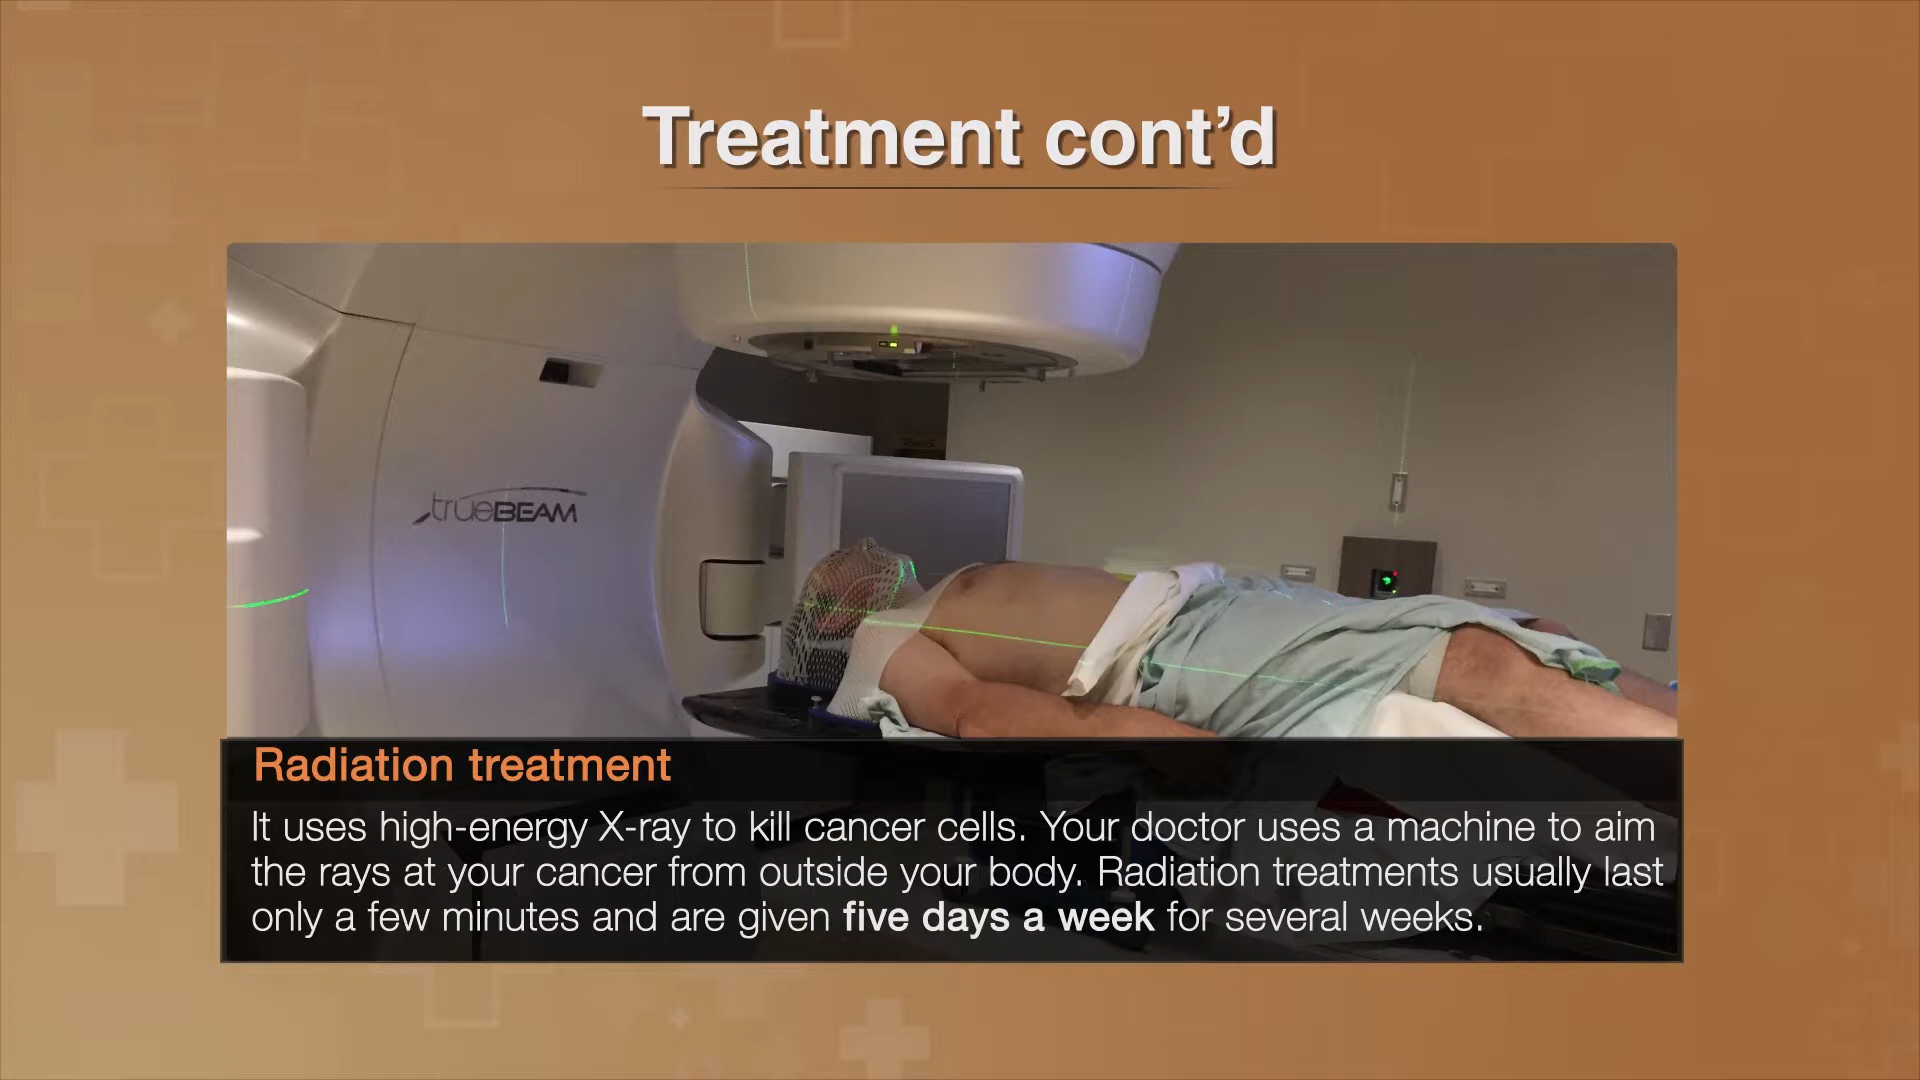 Treatment cont’d
trueBEAM
Radiation treatment
It uses high-energy X-ray to kill cancer cells. Your doctor uses a machine to aim
the rays at your cancer from outside your body. Radiation treatments usually last
only a few minutes and are given five days a week for several weeks.